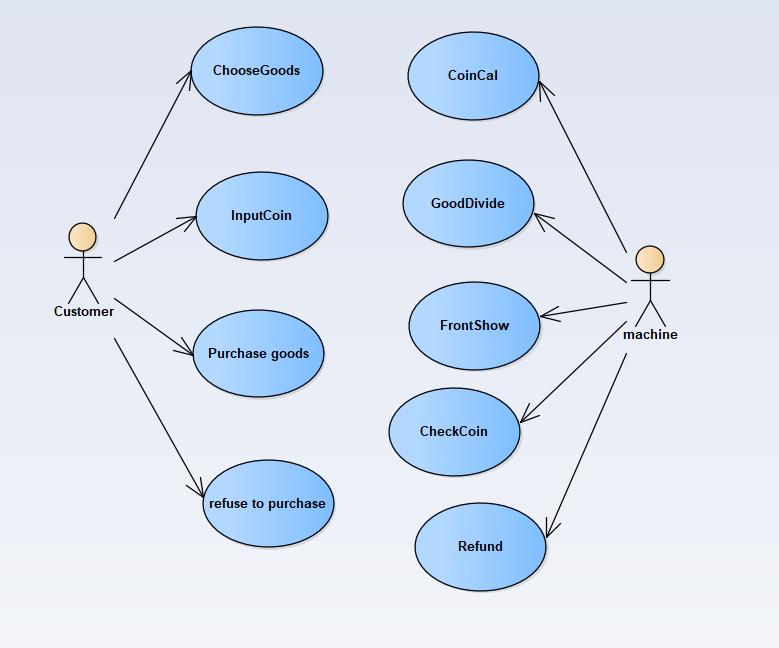 ChooseGoods
CoinCal
InputCoin
GoodDivide
Customer
FrontShow
machine
Purchase goods
CheckCoin
refuse to purchase
Refund